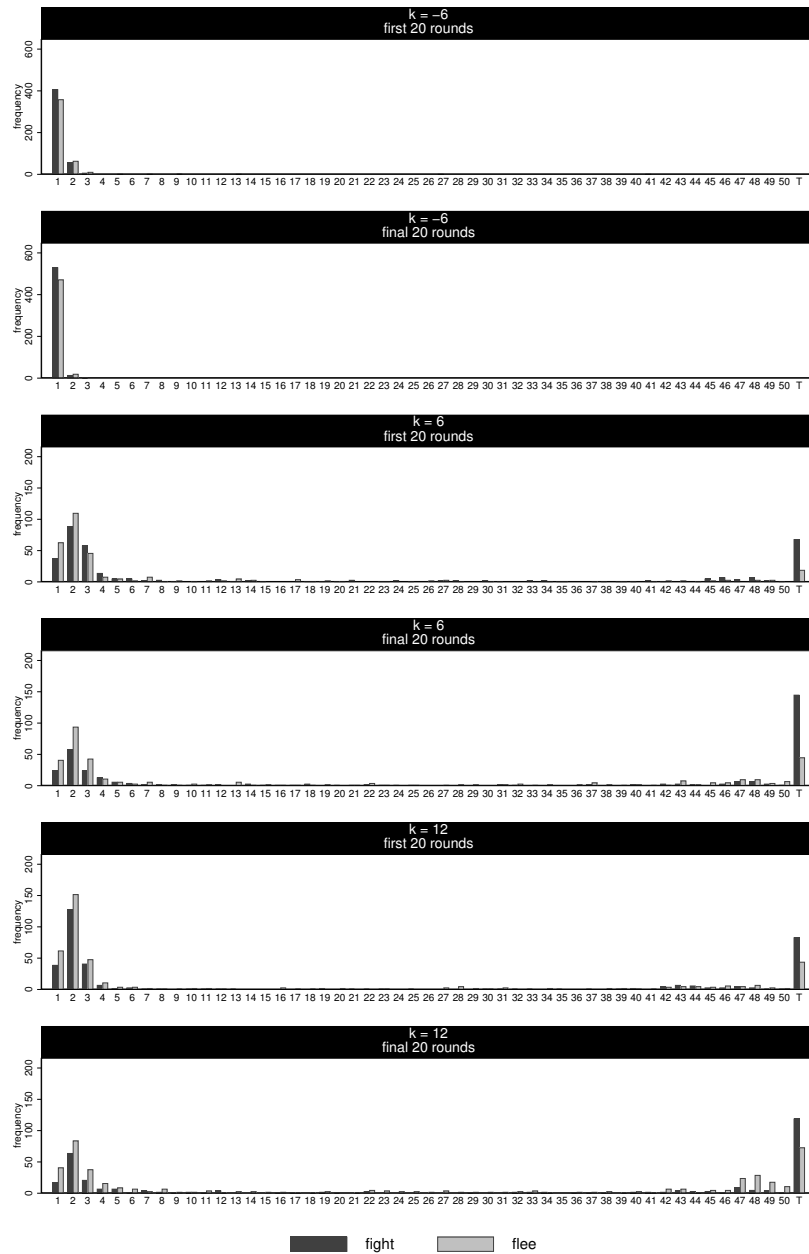 k = −6
first 20 rounds
600
400
200
0
frequency
1 2 3 4 5 6 7 8 9 10 11 12 13 14 15 16 17 18 19 20 21 22 23 24 25 26 27 28 29 30 31 32 33 34 35 36 37 38 39 40 41 42 43 44 45 46 47 48 49 50 T
k = −6
final 20 rounds
600
400
200
0
frequency
1 2 3 4 5 6 7 8 9 10 11 12 13 14 15 16 17 18 19 20 21 22 23 24 25 26 27 28 29 30 31 32 33 34 35 36 37 38 39 40 41 42 43 44 45 46 47 48 49 50 T
k = 6
first 20 rounds
200
150
100
50
0
frequency
1 2 3 4 5 6 7 8 9 10 11 12 13 14 15 16 17 18 19 20 21 22 23 24 25 26 27 28 29 30 31 32 33 34 35 36 37 38 39 40 41 42 43 44 45 46 47 48 49 50 T
k = 6
final 20 rounds
200
150
100
50
0
frequency
1 2 3 4 5 6 7 8 9 10 11 12 13 14 15 16 17 18 19 20 21 22 23 24 25 26 27 28 29 30 31 32 33 34 35 36 37 38 39 40 41 42 43 44 45 46 47 48 49 50 T
k = 12
first 20 rounds
200
150
100
50
0
frequency
1 2 3 4 5 6 7 8 9 10 11 12 13 14 15 16 17 18 19 20 21 22 23 24 25 26 27 28 29 30 31 32 33 34 35 36 37 38 39 40 41 42 43 44 45 46 47 48 49 50 T
k = 12
final 20 rounds
200
150
100
50
0
frequency
1 2 3 4 5 6 7 8 9 10 11 12 13 14 15 16 17 18 19 20 21 22 23 24 25 26 27 28 29 30 31 32 33 34 35 36 37 38 39 40 41 42 43 44 45 46 47 48 49 50 T
fight flee